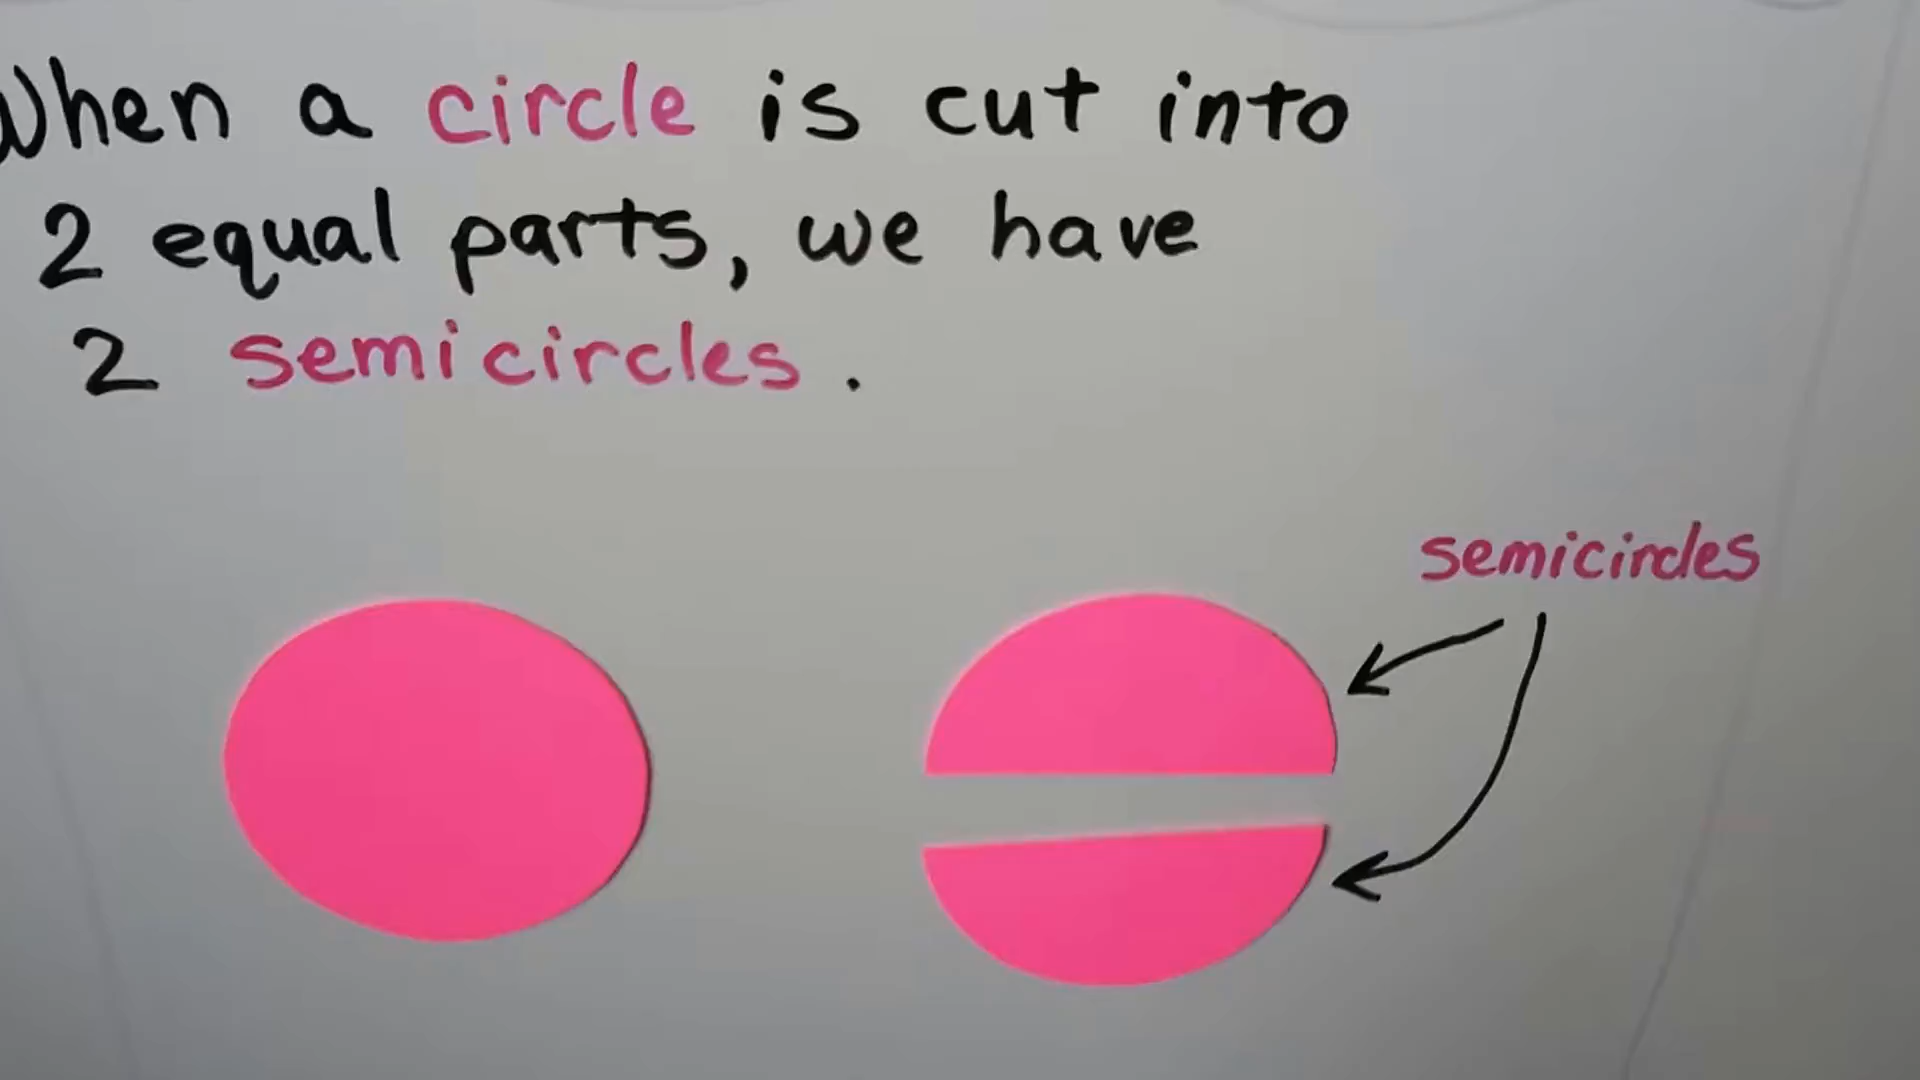 When a circle is cut into
2 equal parts, we have
2 semicircles.
semicircles